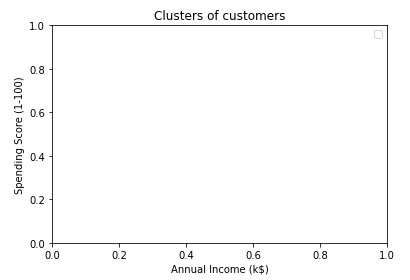 Clusters of customers
1.0
0.8
0.6
0.4
0.2
0.0
Spending Score (1-100)
0.0 0.2 0.4 0.6 0.8 1.0
Annual Income (k$)